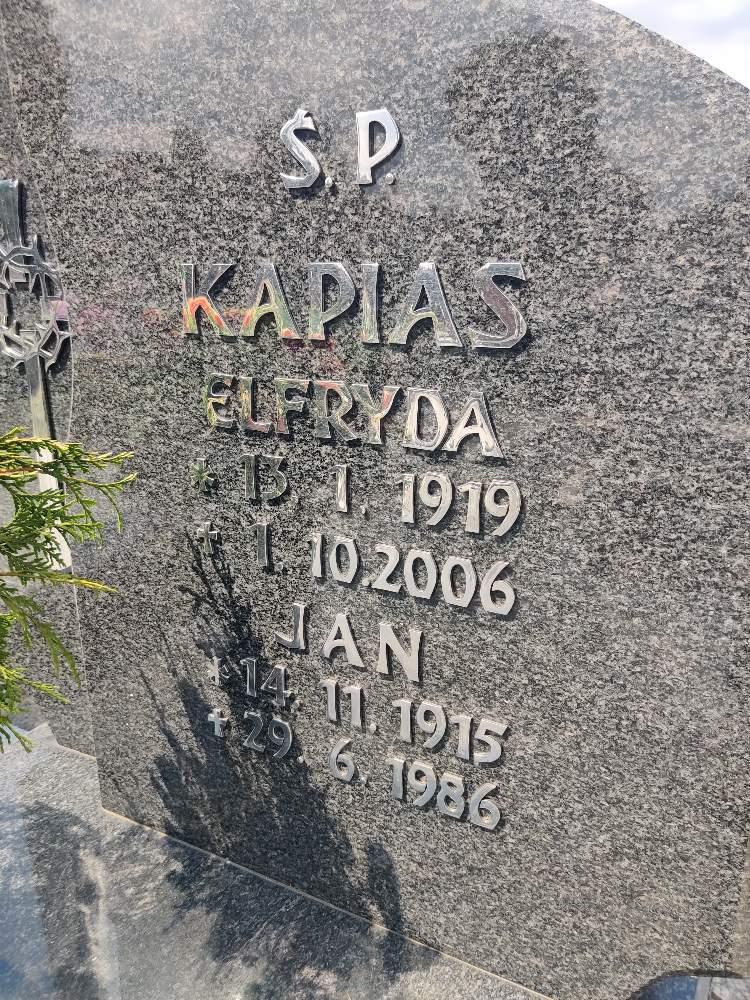 Ś.P.
KAPIAS
ELFRYDA
* 13. 1. 1919
+ 1. 10.2006
JAN
* 14. 11. 1915
+ 29. 6. 1986